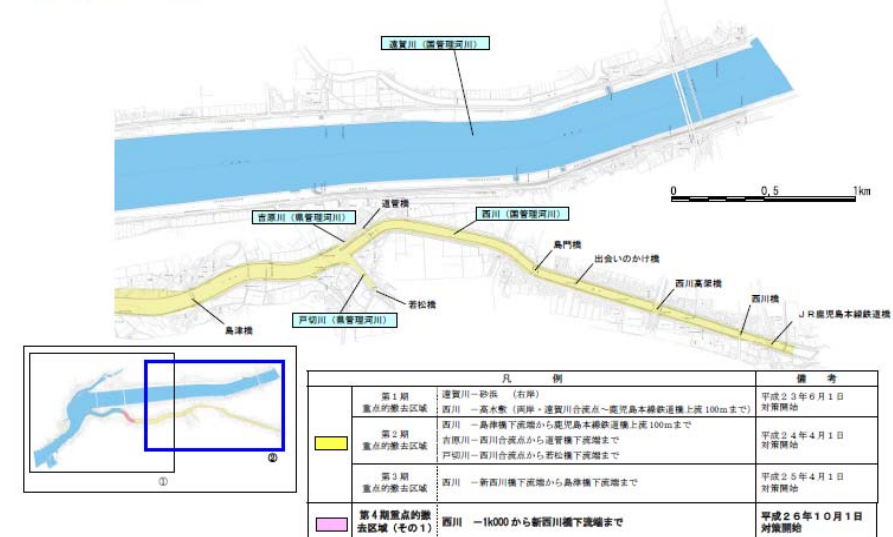 遠賀川（国管理河川）
0 0.5 1km
道管橋
吉原川（県管理河川）
西川（国管理河川）
島門橋
出会いのかけ橋
西川高架橋
西川橋
ＪＲ鹿児島本線鉄道橋
若松橋
戸切川（県管理河川）
島津橋
①
②
凡 例 備 考
第１期
重点的撤去区域
遠賀川－砂浜 （右岸）
西川 －高水敷（両岸・遠賀川合流点～鹿児島本線鉄道橋上流100mまで）
平成２３年６月１日
対策開始
第２期
重点的撤去区域
西川 －島津橋下流端から鹿児島本線鉄道橋上流100mまで
吉原川－西川合流点から道管橋下流端まで
戸切川－西川合流点から若松橋下流端まで
平成２４年４月１日
対策開始
第３期
重点的撤去区域
西川 －新西川橋下流端から島津橋下流端まで
平成２５年４月１日
対策開始
第４期重点的撤
去区域（その１）
西川 －1k000から新西川橋下流端まで
平成２６年１０月１日
対策開始